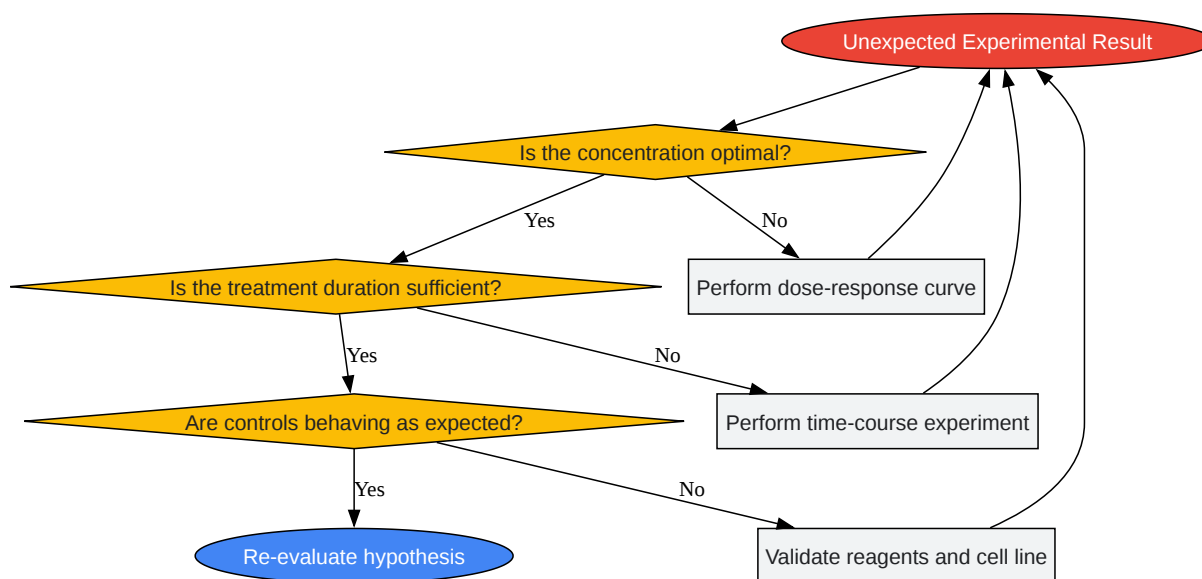 Unexpected Experimental Result
Is the concentration optimal?
Yes
No
Is the treatment duration sufficient?
Perform dose-response curve
Yes
No
Are controls behaving as expected?
Perform time-course experiment
Yes
No
Re-evaluate hypothesis
Validate reagents and cell line